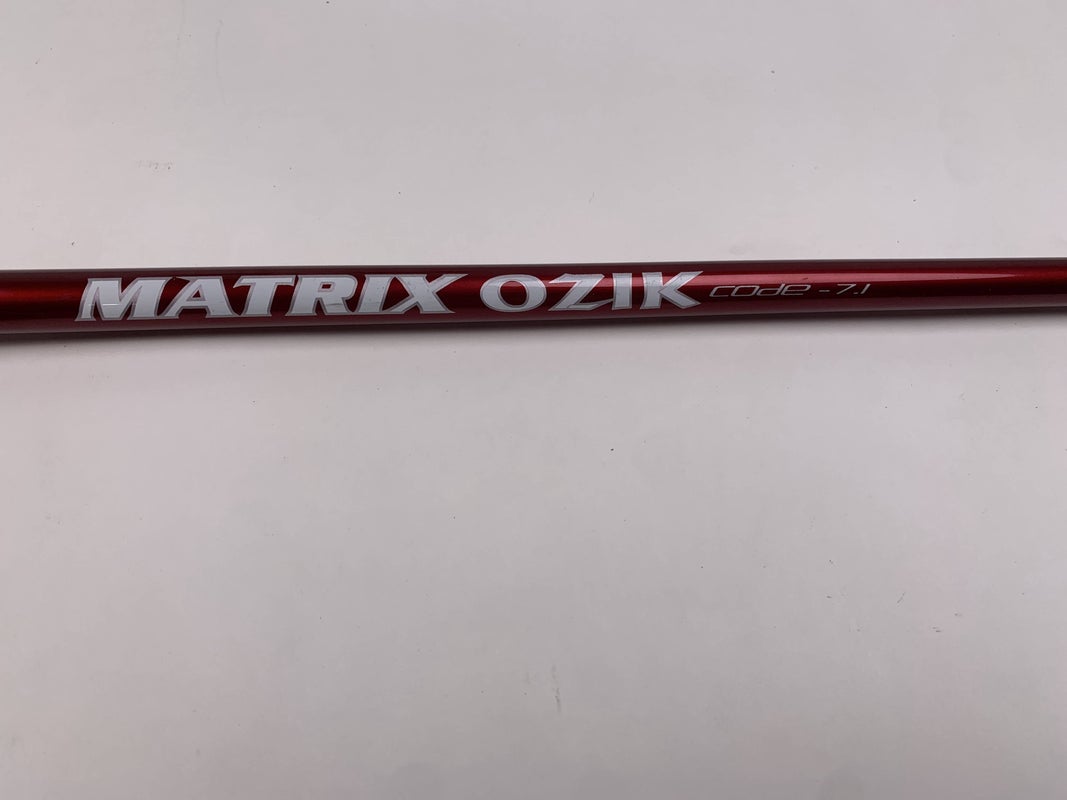 MATRIX OZIK code - 7.1